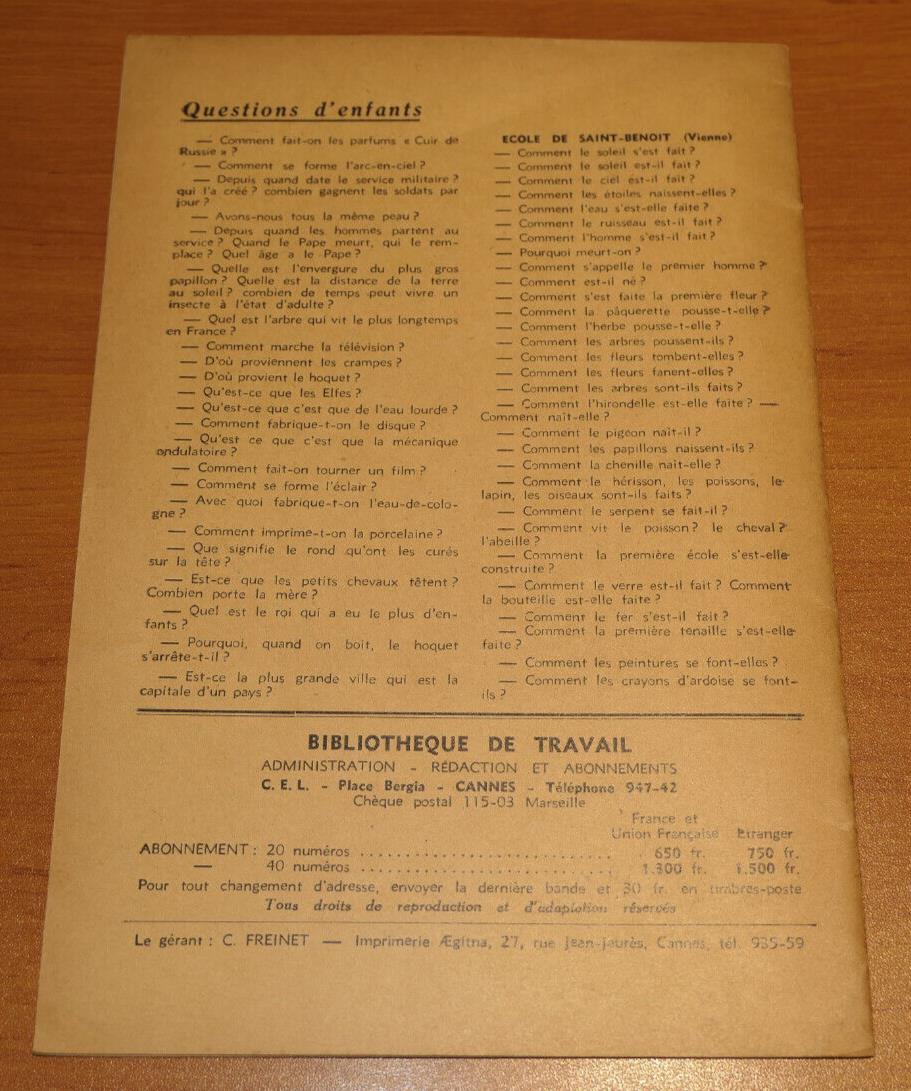 Questions d'enfants
— Comment fait-on les parfums « Cuir de
Russie » ?
— Comment se forme l'arc-en-ciel ?
— Depuis quand date le service militaire ?
qui l'a créé ? combien gagnent les soldats par
jour ?
— Avons-nous tous la même peau ?
— Depuis quand les hommes partent au
service ? Quand le Pape meurt, qui le rem-
place ? Quel âge a le Pape ?
— Quelle est l'envergure du plus gros
papillon ? Quelle est la distance de la terre
au soleil ? combien de temps peut vivre un
insecte à l'état d'adulte ?
— Quel est l'arbre qui vit le plus longtemps
en France ?
— Comment marche la télévision ?
— D'où proviennent les crampes ?
— D'où provient le hoquet ?
— Qu'est-ce que les Elfes ?
— Qu'est-ce que c'est que de l'eau lourde ?
— Comment fabrique-t-on le disque ?
— Qu'est ce que c'est que la mécanique
ondulatoire ?
— Comment fait-on tourner un film ?
— Comment se forme l'éclair ?
— Avec quoi fabrique-t-on l'eau-de-colo-
gne ?
— Comment imprime-t-on la porcelaine ?
— Que signifie le rond qu'ont les curés
sur la tête ?
— Est-ce que les petits chevaux têtent ?
Combien porte la mère ?
— Quel est le roi qui a eu le plus d'en-
fants ?
— Pourquoi, quand on boit, le hoquet
s'arrête-t-il ?
— Est-ce la plus grande ville qui est la
capitale d'un pays ?
ECOLE DE SAINT-BENOIT (Vienne)
— Comment le soleil s'est fait ?
— Comment le soleil est-il fait ?
— Comment le ciel est-il fait ?
— Comment les étoiles naissent-elles ?
— Comment l'eau s'est-elle faite ?
— Comment le ruisseau est-il fait ?
— Comment l'homme s'est-il fait ?
— Pourquoi meurt-on ?
— Comment s'appelle le premier homme ?
— Comment est-il né ?
— Comment s'est faite la première fleur ?
— Comment la pâquerette pousse-t-elle ?
— Comment l'herbe pousse-t-elle ?
— Comment les arbres poussent-ils ?
— Comment les fleurs tombent-elles ?
— Comment les fleurs fanent-elles ?
— Comment les arbres sont-ils faits ?
— Comment l'hirondelle est-elle faite ? —
Comment naît-elle ?
— Comment le pigeon naît-il ?
— Comment les papillons naissent-ils ?
— Comment la chenille naît-elle ?
— Comment le hérisson, les poissons, le
lapin, les oiseaux sont-ils faits ?
— Comment le serpent se fait-il ?
— Comment vit le poisson ? le cheval ?
l'abeille ?
— Comment la première école s'est-elle
construite ?
— Comment le verre est-il fait ? Comment
la bouteille est-elle faite ?
— Comment le fer s'est-il fait ?
— Comment la première tenaille s'est-elle
faite ?
— Comment les peintures se font-elles ?
— Comment les crayons d'ardoise se font-
ils ?
BIBLIOTHEQUE DE TRAVAIL
ADMINISTRATION - RÉDACTION ET ABONNEMENTS
C. E. L. - Place Bergia - CANNES - Téléphone 947-42
Chèque postal 115-03 Marseille
France et
Union Française Etranger
ABONNEMENT : 20 numéros .............................. 650 fr. 750 fr.
— 40 numéros .............................. 1.300 fr. 1.500 fr.
Pour tout changement d'adresse, envoyer la dernière bande et 30 fr. en timbres-poste
Tous droits de reproduction et d'adaptation réservés
Le gérant : C. FREINET — Imprimerie Ægitna, 27, rue Jean-Jaurès, Cannes, tél. 935-59